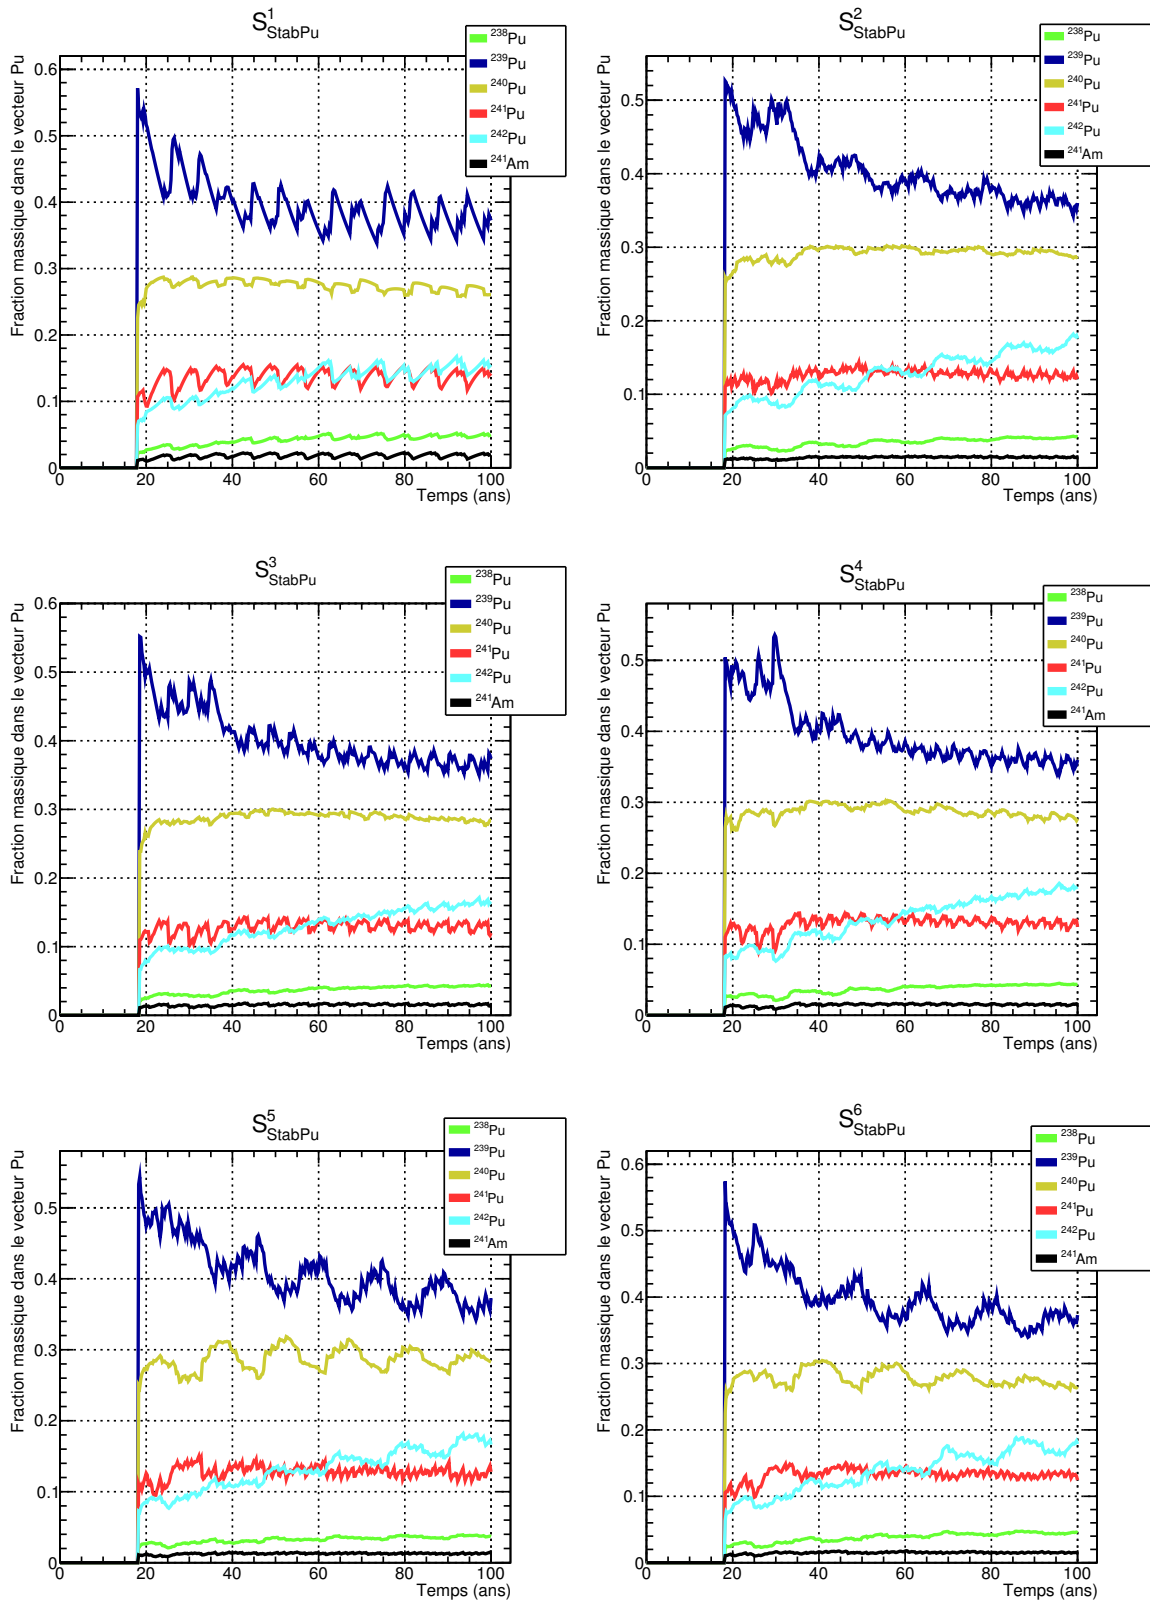 S¹StabPu
²³⁸Pu
²³⁹Pu
²⁴⁰Pu
²⁴¹Pu
²⁴²Pu
²⁴¹Am
Fraction massique dans le vecteur Pu
0.6
0.5
0.4
0.3
0.2
0.1
0
0 20 40 60 80 100
Temps (ans)
S²StabPu
²³⁸Pu
²³⁹Pu
²⁴⁰Pu
²⁴¹Pu
²⁴²Pu
²⁴¹Am
Fraction massique dans le vecteur Pu
0.5
0.4
0.3
0.2
0.1
0
0 20 40 60 80 100
Temps (ans)
S³StabPu
²³⁸Pu
²³⁹Pu
²⁴⁰Pu
²⁴¹Pu
²⁴²Pu
²⁴¹Am
Fraction massique dans le vecteur Pu
0.6
0.5
0.4
0.3
0.2
0.1
0
0 20 40 60 80 100
Temps (ans)
S⁴StabPu
²³⁸Pu
²³⁹Pu
²⁴⁰Pu
²⁴¹Pu
²⁴²Pu
²⁴¹Am
Fraction massique dans le vecteur Pu
0.5
0.4
0.3
0.2
0.1
0
0 20 40 60 80 100
Temps (ans)
S⁵StabPu
²³⁸Pu
²³⁹Pu
²⁴⁰Pu
²⁴¹Pu
²⁴²Pu
²⁴¹Am
Fraction massique dans le vecteur Pu
0.5
0.4
0.3
0.2
0.1
0
0 20 40 60 80 100
Temps (ans)
S⁶StabPu
²³⁸Pu
²³⁹Pu
²⁴⁰Pu
²⁴¹Pu
²⁴²Pu
²⁴¹Am
Fraction massique dans le vecteur Pu
0.6
0.5
0.4
0.3
0.2
0.1
0
0 20 40 60 80 100
Temps (ans)